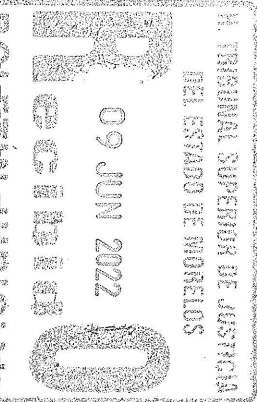 H. TRIBUNAL SUPERIOR DE JUSTICIA
DEL ESTADO DE MORELOS
09 JUN 2022
RecibidO